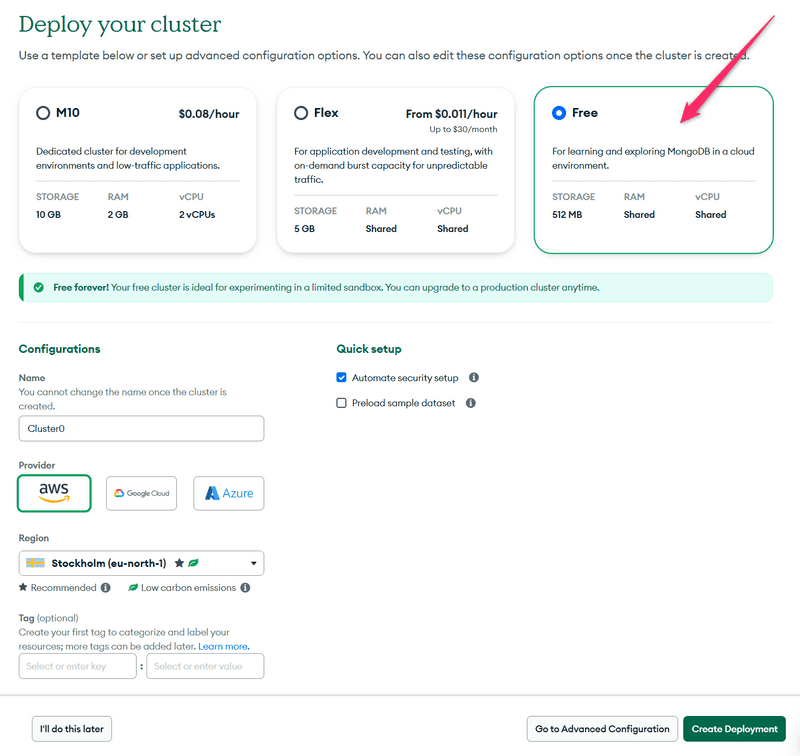 Deploy your cluster
Use a template below or set up advanced configuration options. You can also edit these configuration options once the cluster is created.
M10
$0.08/hour
Dedicated cluster for development
environments and low-traffic applications.
STORAGE RAM vCPU
10 GB 2 GB 2 vCPUs
Flex
From $0.011/hour
Up to $30/month
For application development and testing, with
on-demand burst capacity for unpredictable
traffic.
STORAGE RAM vCPU
5 GB Shared Shared
Free
For learning and exploring MongoDB in a cloud
environment.
STORAGE RAM vCPU
512 MB Shared Shared
Free forever! Your free cluster is ideal for experimenting in a limited sandbox. You can upgrade to a production cluster anytime.
Configurations
Name
You cannot change the name once the cluster is
created.
Cluster0
Provider
aws
Google Cloud
Azure
Region
Stockholm (eu-north-1)
Recommended
Low carbon emissions
Tag (optional)
Create your first tag to categorize and label your
resources; more tags can be added later. Learn more.
Select or enter key : Select or enter value
Quick setup
Automate security setup
Preload sample dataset
I'll do this later
Go to Advanced Configuration
Create Deployment